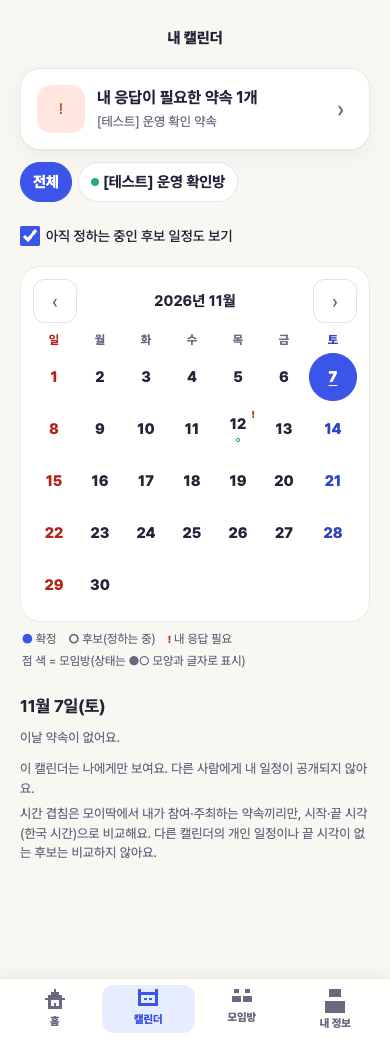 내 캘린더
! 내 응답이 필요한 약속 1개 ›
[테스트] 운영 확인 약속
전체 [테스트] 운영 확인방
아직 정하는 중인 후보 일정도 보기
‹ 2026년 11월 ›
일 월 화 수 목 금 토
1 2 3 4 5 6 7
8 9 10 11 12 ! 13 14
15 16 17 18 19 20 21
22 23 24 25 26 27 28
29 30
확정 후보(정하는 중) ! 내 응답 필요
점 색 = 모임방(상태는 ●○ 모양과 글자로 표시)
11월 7일(토)
이날 약속이 없어요.
이 캘린더는 나에게만 보여요. 다른 사람에게 내 일정이 공개되지 않아
요.
시간 겹침은 모이딱에서 내가 참여·주최하는 약속끼리만, 시작·끝 시각
(한국 시간)으로 비교해요. 다른 캘린더의 개인 일정이나 끝 시각이 없
는 후보는 비교하지 않아요.
홈 캘린더 모임방 내 정보